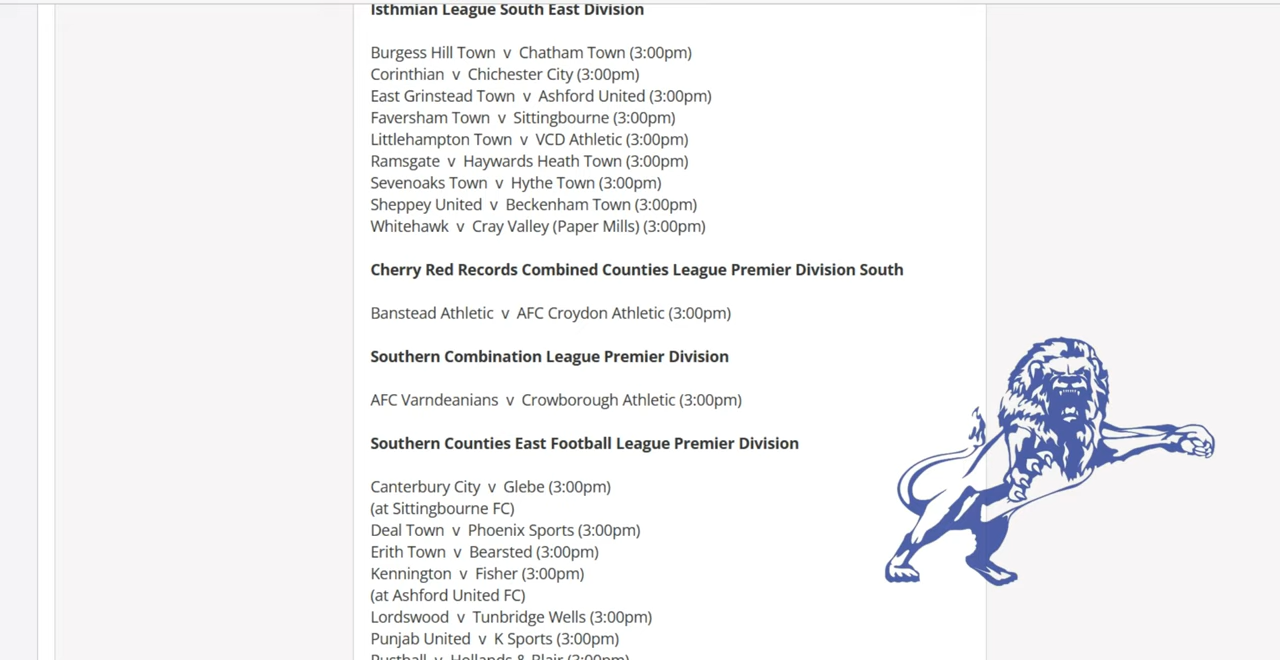 Isthmian League South East Division
Burgess Hill Town v Chatham Town (3:00pm)
Corinthian v Chichester City (3:00pm)
East Grinstead Town v Ashford United (3:00pm)
Faversham Town v Sittingbourne (3:00pm)
Littlehampton Town v VCD Athletic (3:00pm)
Ramsgate v Haywards Heath Town (3:00pm)
Sevenoaks Town v Hythe Town (3:00pm)
Sheppey United v Beckenham Town (3:00pm)
Whitehawk v Cray Valley (Paper Mills) (3:00pm)
Cherry Red Records Combined Counties League Premier Division South
Banstead Athletic v AFC Croydon Athletic (3:00pm)
Southern Combination League Premier Division
AFC Varndeanians v Crowborough Athletic (3:00pm)
Southern Counties East Football League Premier Division
Canterbury City v Glebe (3:00pm)
(at Sittingbourne FC)
Deal Town v Phoenix Sports (3:00pm)
Erith Town v Bearsted (3:00pm)
Kennington v Fisher (3:00pm)
(at Ashford United FC)
Lordswood v Tunbridge Wells (3:00pm)
Punjab United v K Sports (3:00pm)
Rusthall v Hollands & Blair (3:00pm)